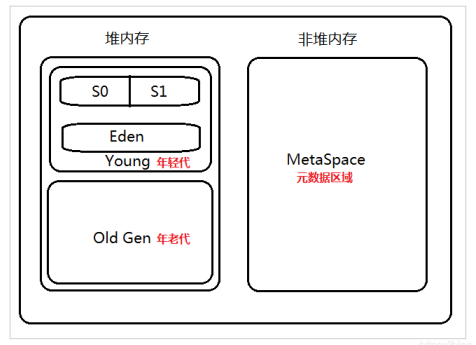 堆内存
非堆内存
S0 S1
Eden
Young 年轻代
Old Gen 年老代
MetaSpace
元数据区域